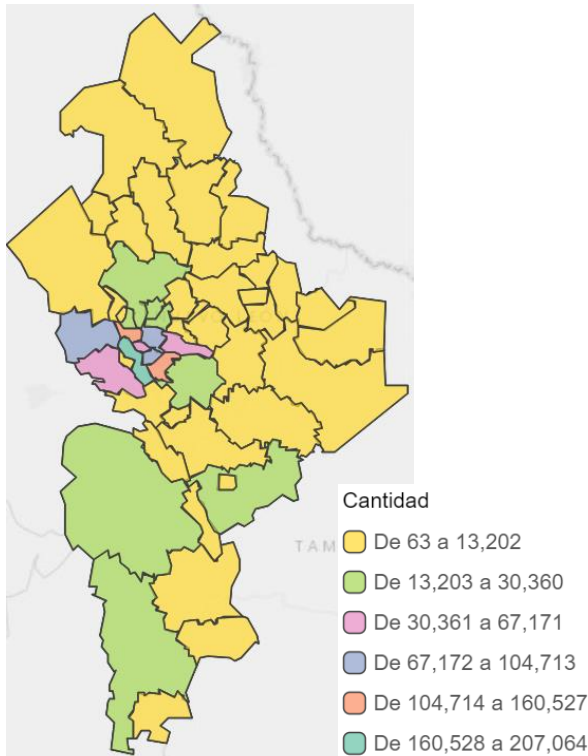 Cantidad
TAM
De 63 a 13,202
De 13,203 a 30,360
De 30,361 a 67,171
De 67,172 a 104,713
De 104,714 a 160,527
De 160,528 a 207,064